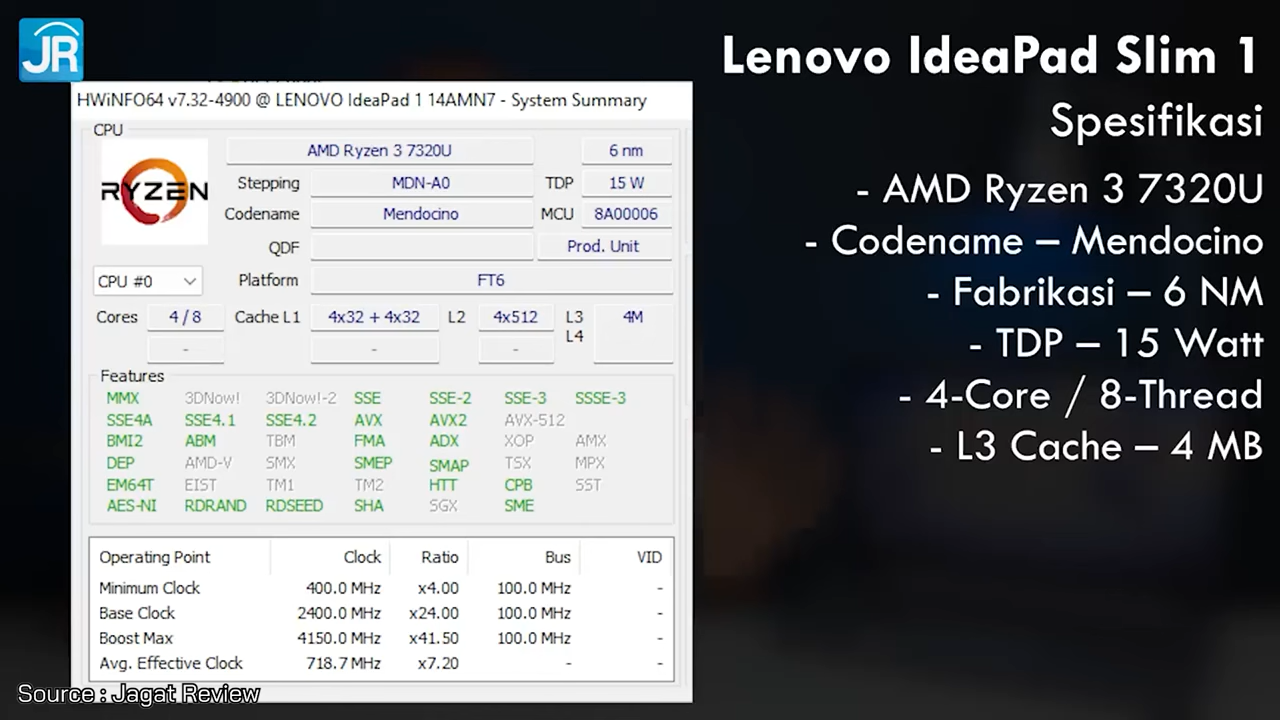 JR
Lenovo IdeaPad Slim 1
Spesifikasi
- AMD Ryzen 3 7320U
- Codename – Mendocino
- Fabrikasi – 6 NM
- TDP – 15 Watt
- 4-Core / 8-Thread
- L3 Cache – 4 MB
HWiNFO64 v7.32-4900 @ LENOVO IdeaPad 1 14AMN7 - System Summary
CPU
RYZEN
AMD Ryzen 3 7320U 6 nm
Stepping MDN-A0 TDP 15 W
Codename Mendocino MCU 8A00006
QDF Prod. Unit
CPU #0 Platform FT6
Cores 4 / 8 Cache L1 4x32 + 4x32 L2 4x512 L3 4M
L4
- - -
Features
MMX 3DNow! 3DNow!-2 SSE SSE-2 SSE-3 SSSE-3
SSE4A SSE4.1 SSE4.2 AVX AVX2 AVX-512
BMI2 ABM TBM FMA ADX XOP AMX
DEP AMD-V SMX SMEP SMAP TSX MPX
EM64T EIST TM1 TM2 HTT CPB SST
AES-NI RDRAND RDSEED SHA SGX SME
Operating Point Clock Ratio Bus VID
Minimum Clock 400.0 MHz x4.00 100.0 MHz -
Base Clock 2400.0 MHz x24.00 100.0 MHz -
Boost Max 4150.0 MHz x41.50 100.0 MHz -
Avg. Effective Clock 718.7 MHz x7.20 - -
Source : Jagat Review